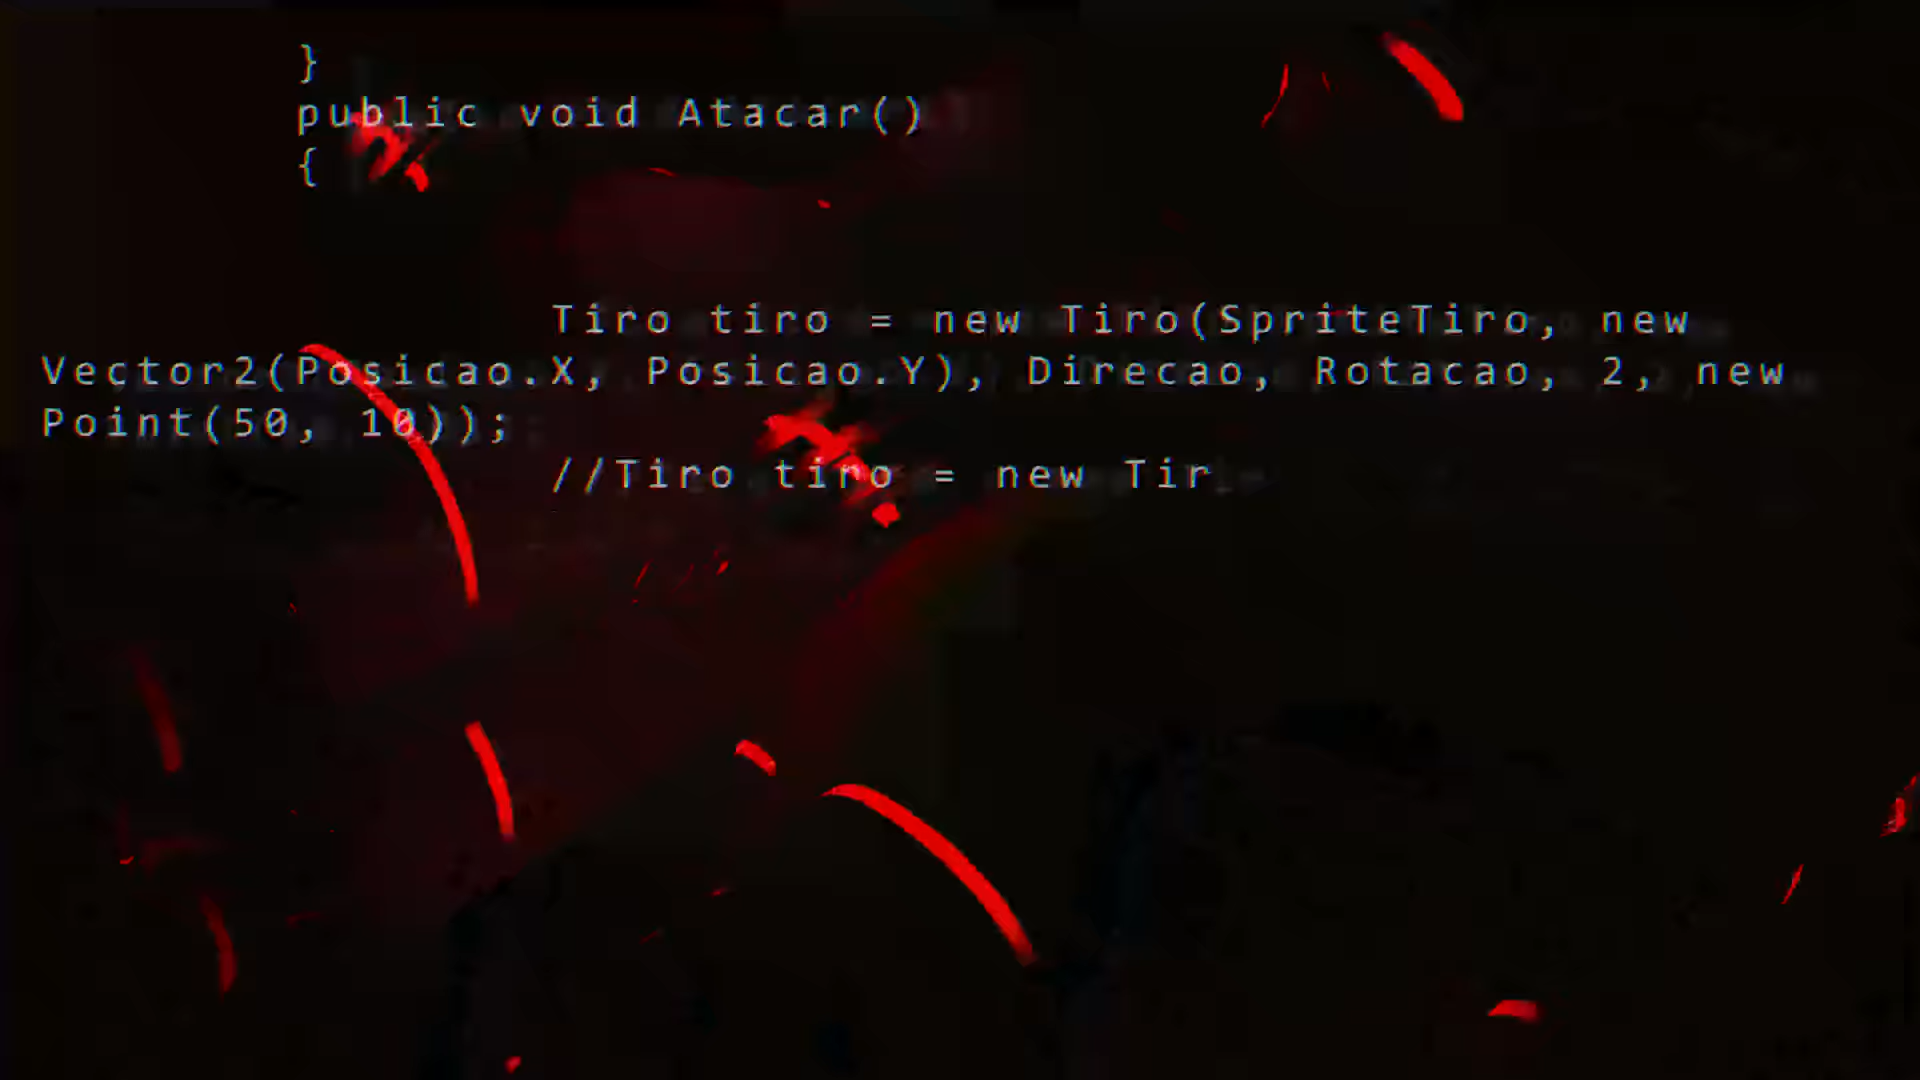 }
public void Atacar()
{
Tiro tiro = new Tiro(SpriteTiro, new
Vector2(Posicao.X, Posicao.Y), Direcao, Rotacao, 2, new
Point(50, 10));
//Tiro tiro = new Tir